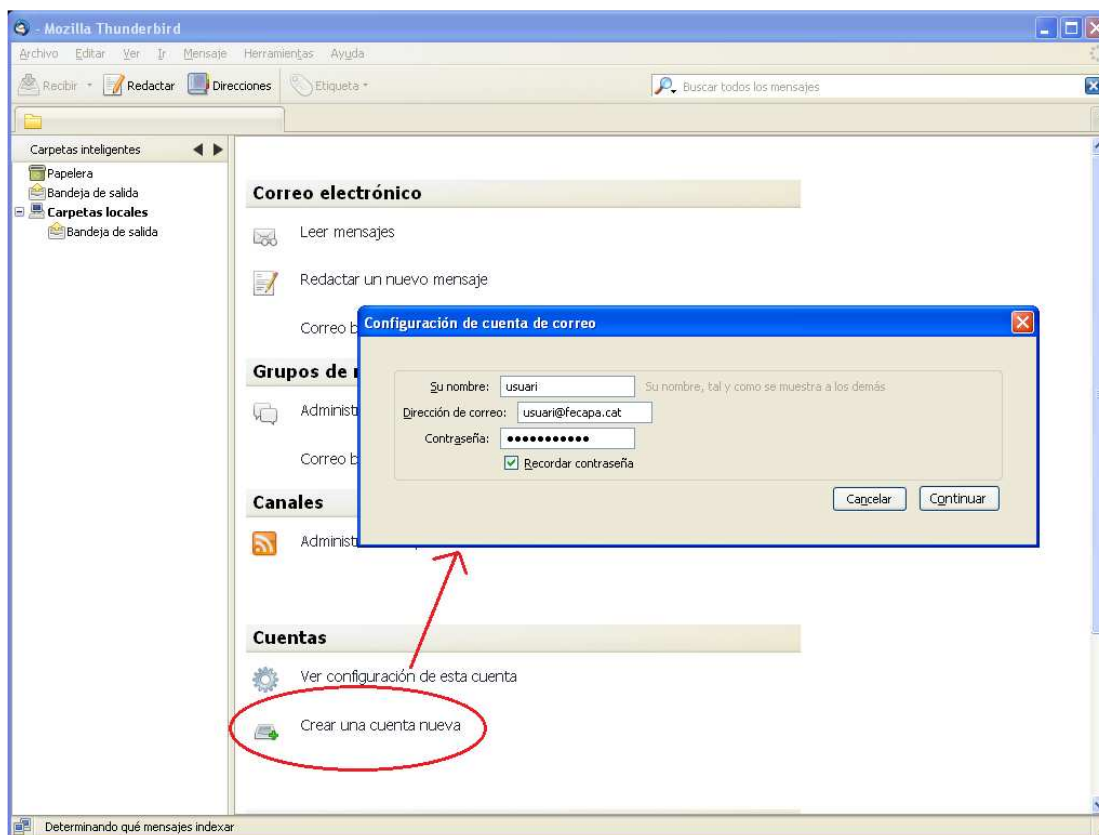 - Mozilla Thunderbird
Archivo Editar Ver Ir Mensaje Herramientas Ayuda
Recibir Redactar Direcciones Etiqueta Buscar todos los mensajes
Carpetas inteligentes
Papelera
Bandeja de salida
Carpetas locales
Bandeja de salida
Correo electrónico
Leer mensajes
Redactar un nuevo mensaje
Correo b
Grupos de
Administ
Correo b
Canales
Administ
Cuentas
Ver configuración de esta cuenta
Crear una cuenta nueva
Configuración de cuenta de correo
Su nombre: usuari Su nombre, tal y como se muestra a los demás
Dirección de correo: usuari@fecapa.cat
Contraseña: •••••••••••
Recordar contraseña
Cancelar Continuar
Determinando qué mensajes indexar